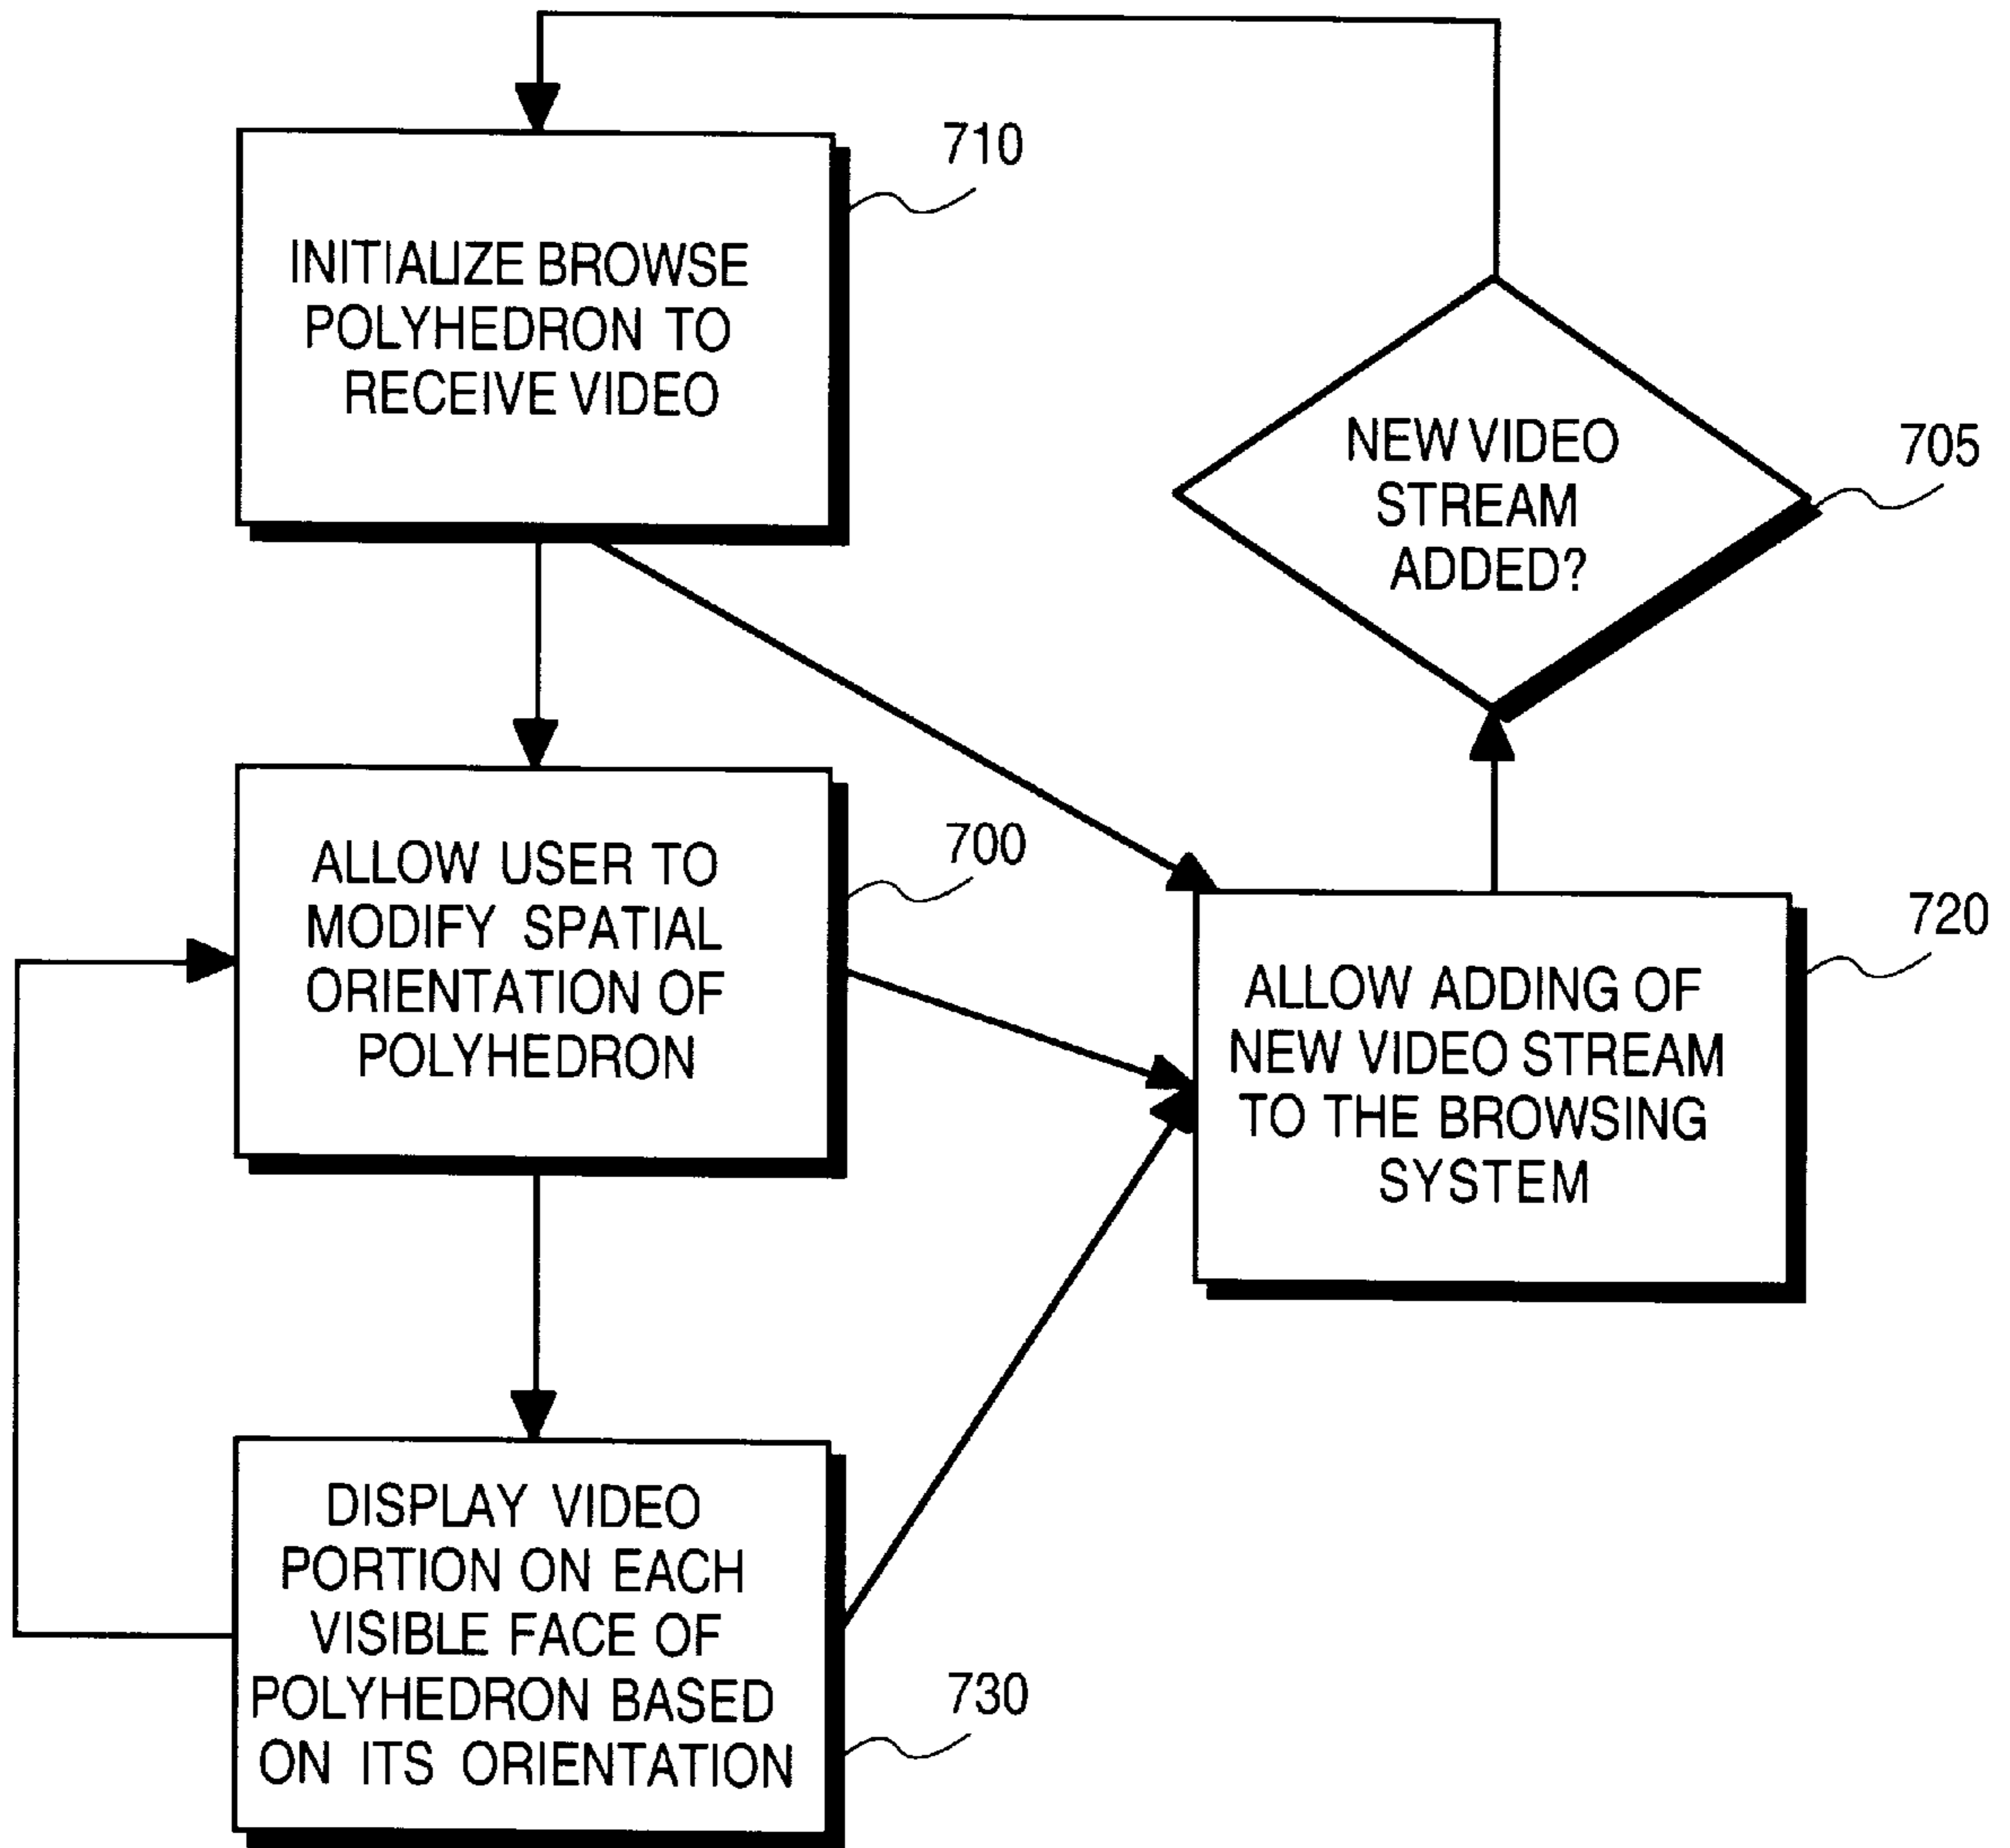 710
INITIALIZE BROWSE
POLYHEDRON TO
RECEIVE VIDEO
NEW VIDEO
STREAM
ADDED?
705
700
ALLOW USER TO
MODIFY SPATIAL
ORIENTATION OF
POLYHEDRON
720
ALLOW ADDING OF
NEW VIDEO STREAM
TO THE BROWSING
SYSTEM
DISPLAY VIDEO
PORTION ON EACH
VISIBLE FACE OF
POLYHEDRON BASED
ON ITS ORIENTATION
730